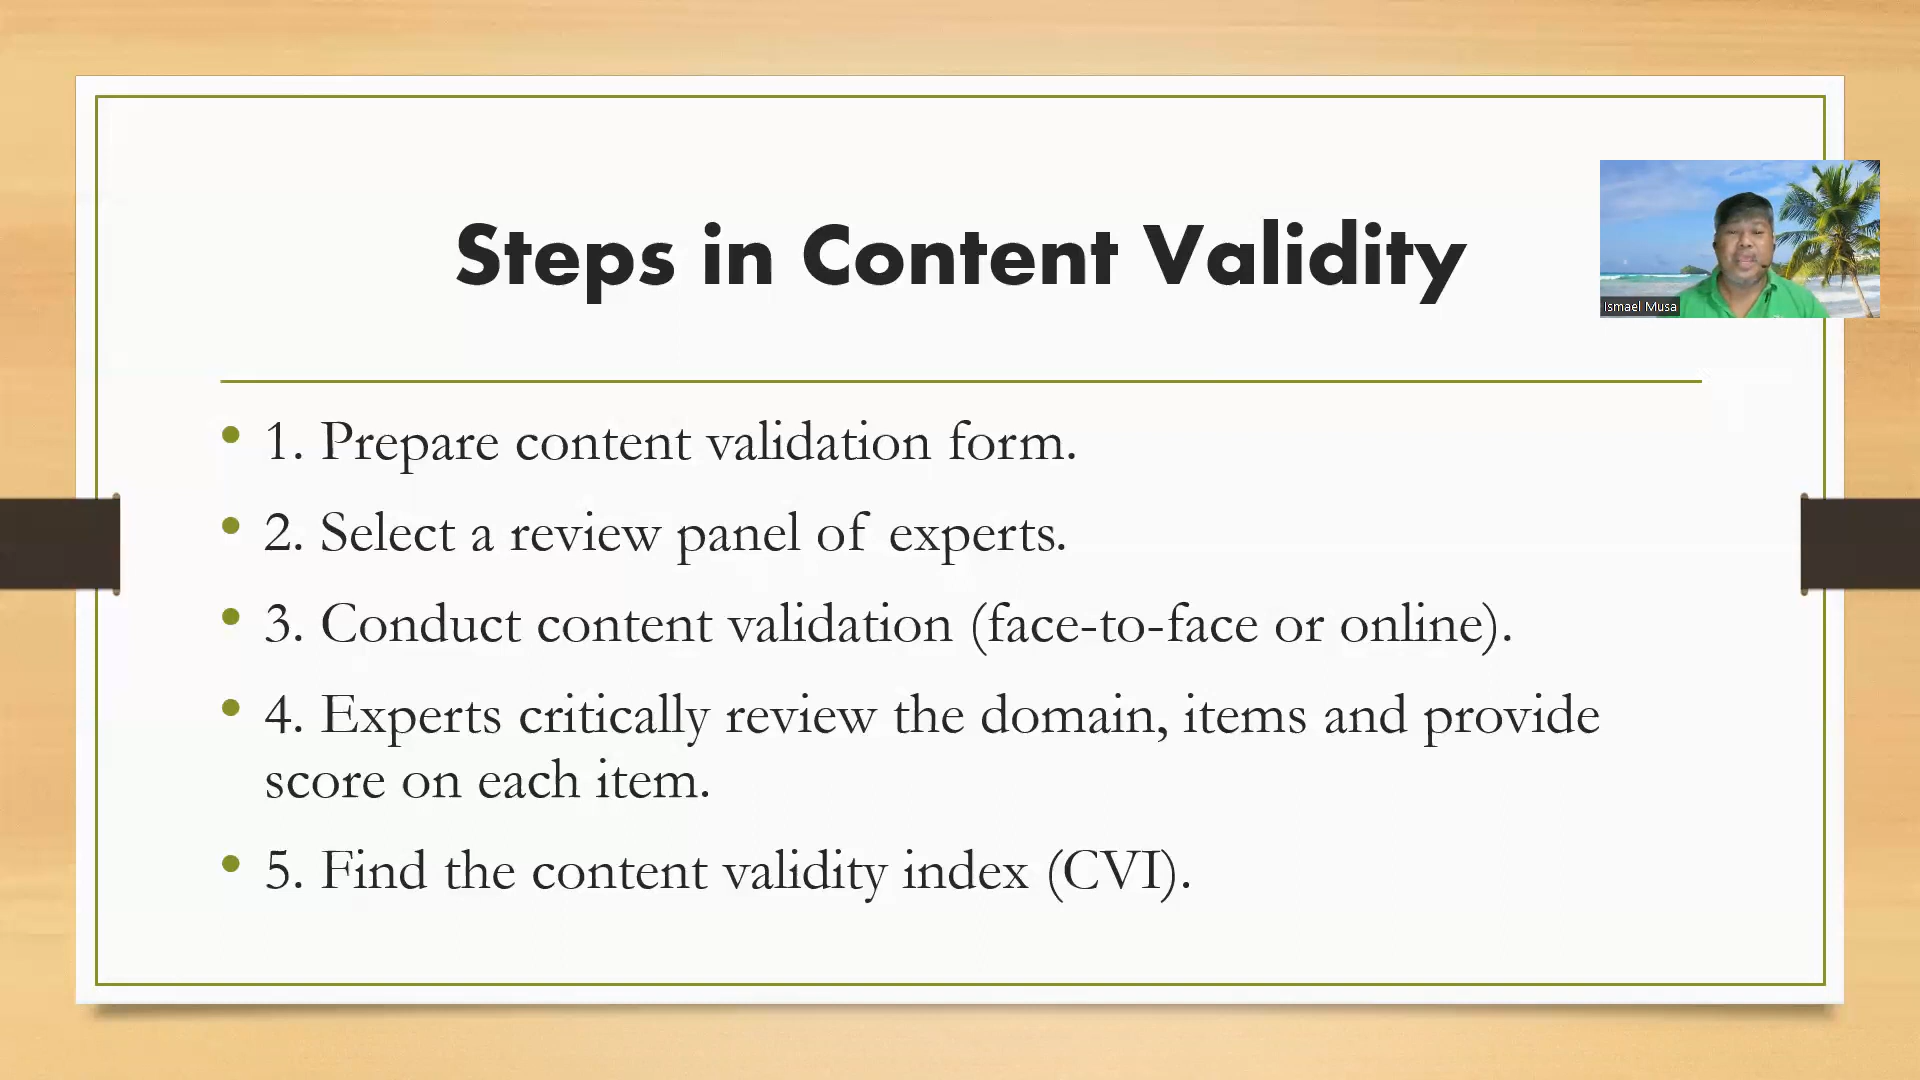 Steps in Content Validity
Ismael Musa
• 1. Prepare content validation form.
• 2. Select a review panel of experts.
• 3. Conduct content validation (face-to-face or online).
• 4. Experts critically review the domain, items and provide
score on each item.
• 5. Find the content validity index (CVI).